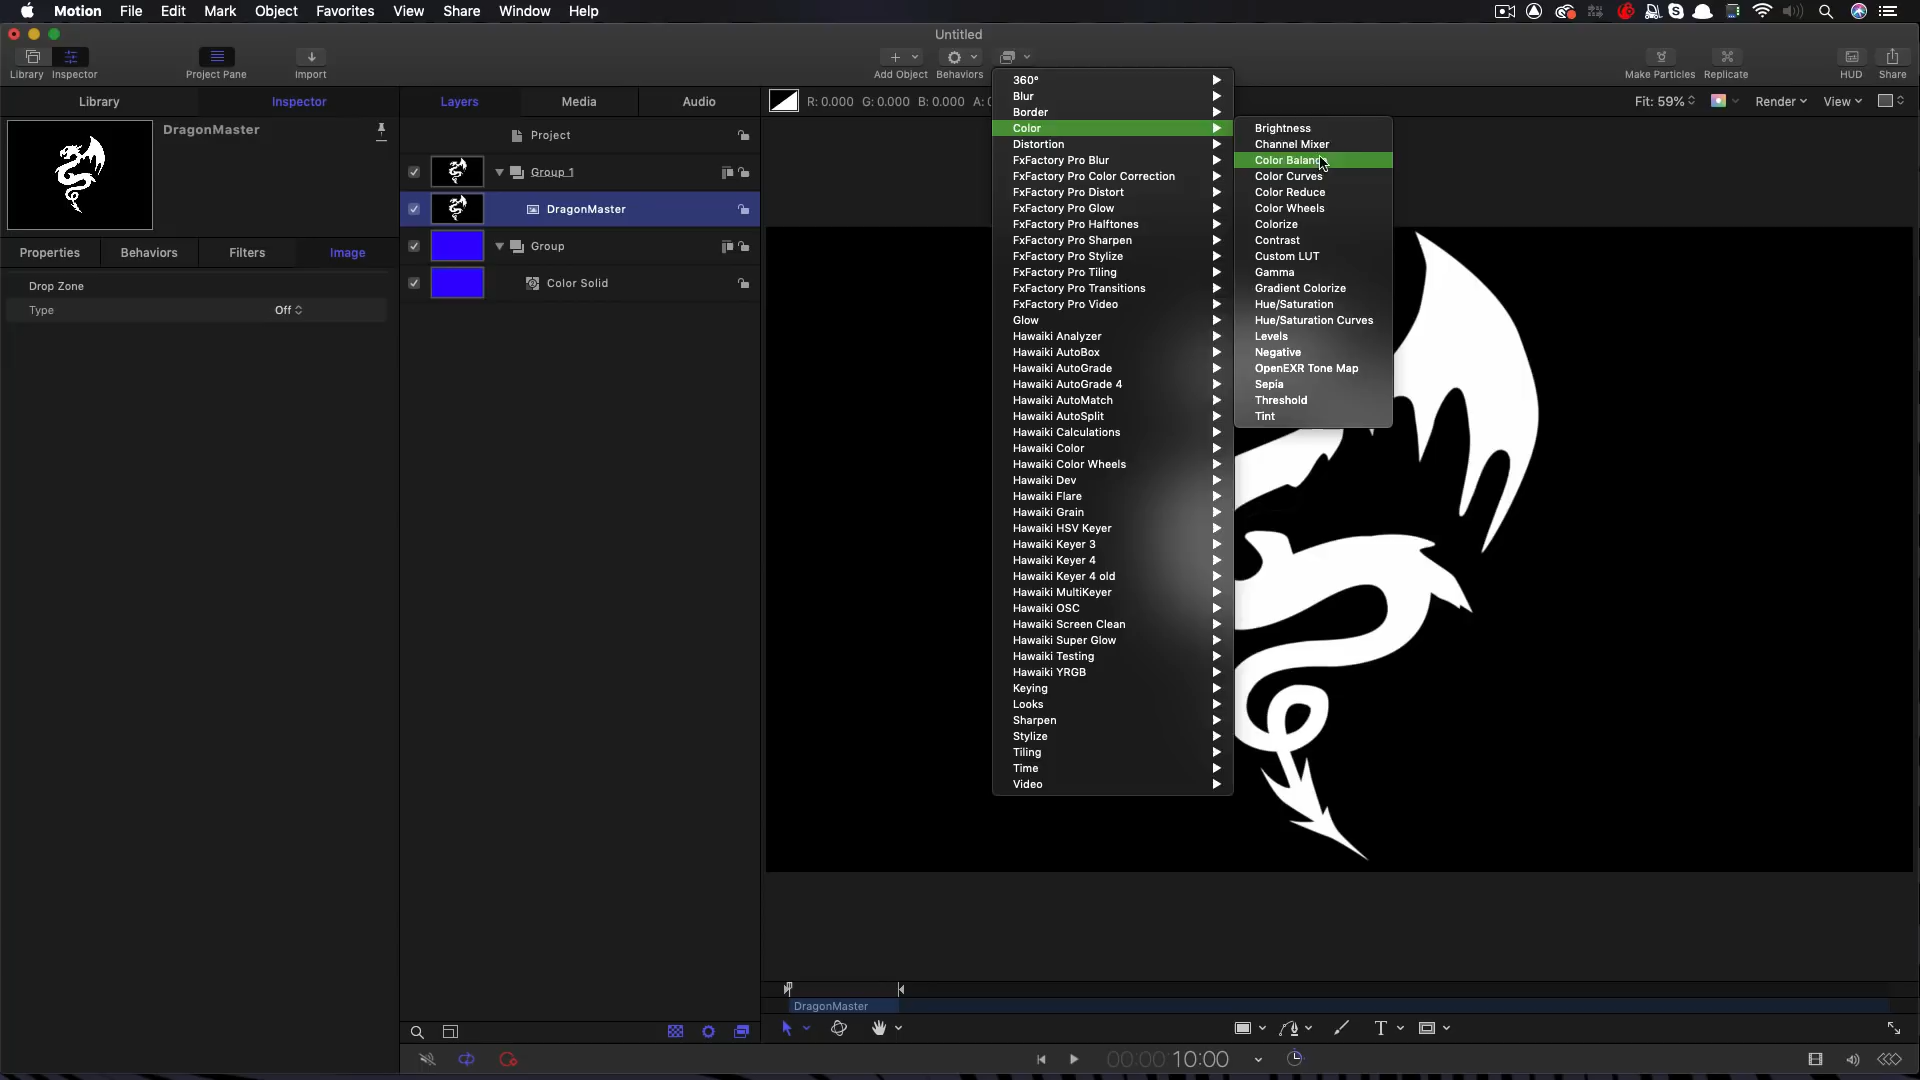 Motion File Edit Mark Object Favorites View Share Window Help
Untitled
Library Inspector Project Pane Import Add Object Behaviors Make Particles Replicate HUD Share
Library Inspector Layers Media Audio R: 0.000 G: 0.000 B: 0.000 A: 0 Fit: 59% Render View
DragonMaster
Properties Behaviors Filters Image
Drop Zone
Type Off
Project
Group 1
DragonMaster
Group
Color Solid
360°
Blur
Border
Color
Distortion
FxFactory Pro Blur
FxFactory Pro Color Correction
FxFactory Pro Distort
FxFactory Pro Glow
FxFactory Pro Halftones
FxFactory Pro Sharpen
FxFactory Pro Stylize
FxFactory Pro Tiling
FxFactory Pro Transitions
FxFactory Pro Video
Glow
Hawaiki Analyzer
Hawaiki AutoBox
Hawaiki AutoGrade
Hawaiki AutoGrade 4
Hawaiki AutoMatch
Hawaiki AutoSplit
Hawaiki Calculations
Hawaiki Color
Hawaiki Color Wheels
Hawaiki Dev
Hawaiki Flare
Hawaiki Grain
Hawaiki HSV Keyer
Hawaiki Keyer 3
Hawaiki Keyer 4
Hawaiki Keyer 4 old
Hawaiki MultiKeyer
Hawaiki OSC
Hawaiki Screen Clean
Hawaiki Super Glow
Hawaiki Testing
Hawaiki YRGB
Keying
Looks
Sharpen
Stylize
Tiling
Time
Video
Brightness
Channel Mixer
Color Balance
Color Curves
Color Reduce
Color Wheels
Colorize
Contrast
Custom LUT
Gamma
Gradient Colorize
Hue/Saturation
Hue/Saturation Curves
Levels
Negative
OpenEXR Tone Map
Sepia
Threshold
Tint
DragonMaster
T
00:00:10:00